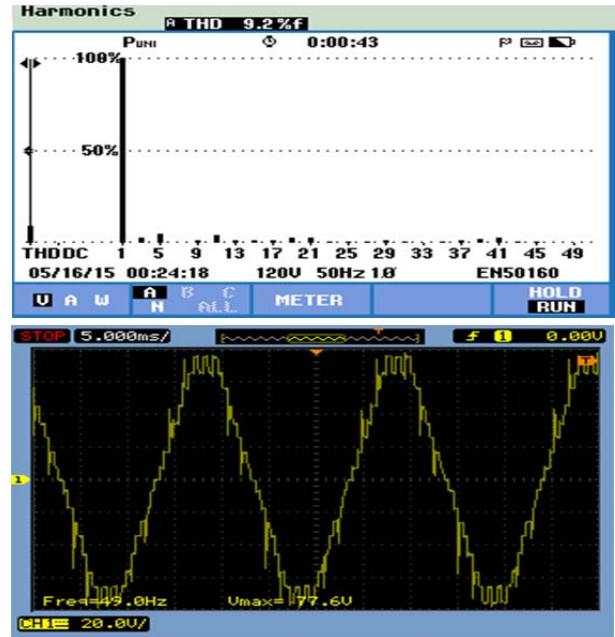 Harmonics
A THD 9.2%f
PUNI 0:00:43
100%
50%
THD DC 1 5 9 13 17 21 25 29 33 37 41 45 49
05/16/15 00:24:18 120V 50Hz 1Ø EN50160
V A W A B C N ALL METER HOLD RUN
STOP 5.000ms/ 1 0.00V
T
1
Freq=49.0Hz Vmax= 77.6V
CH1 20.0V/